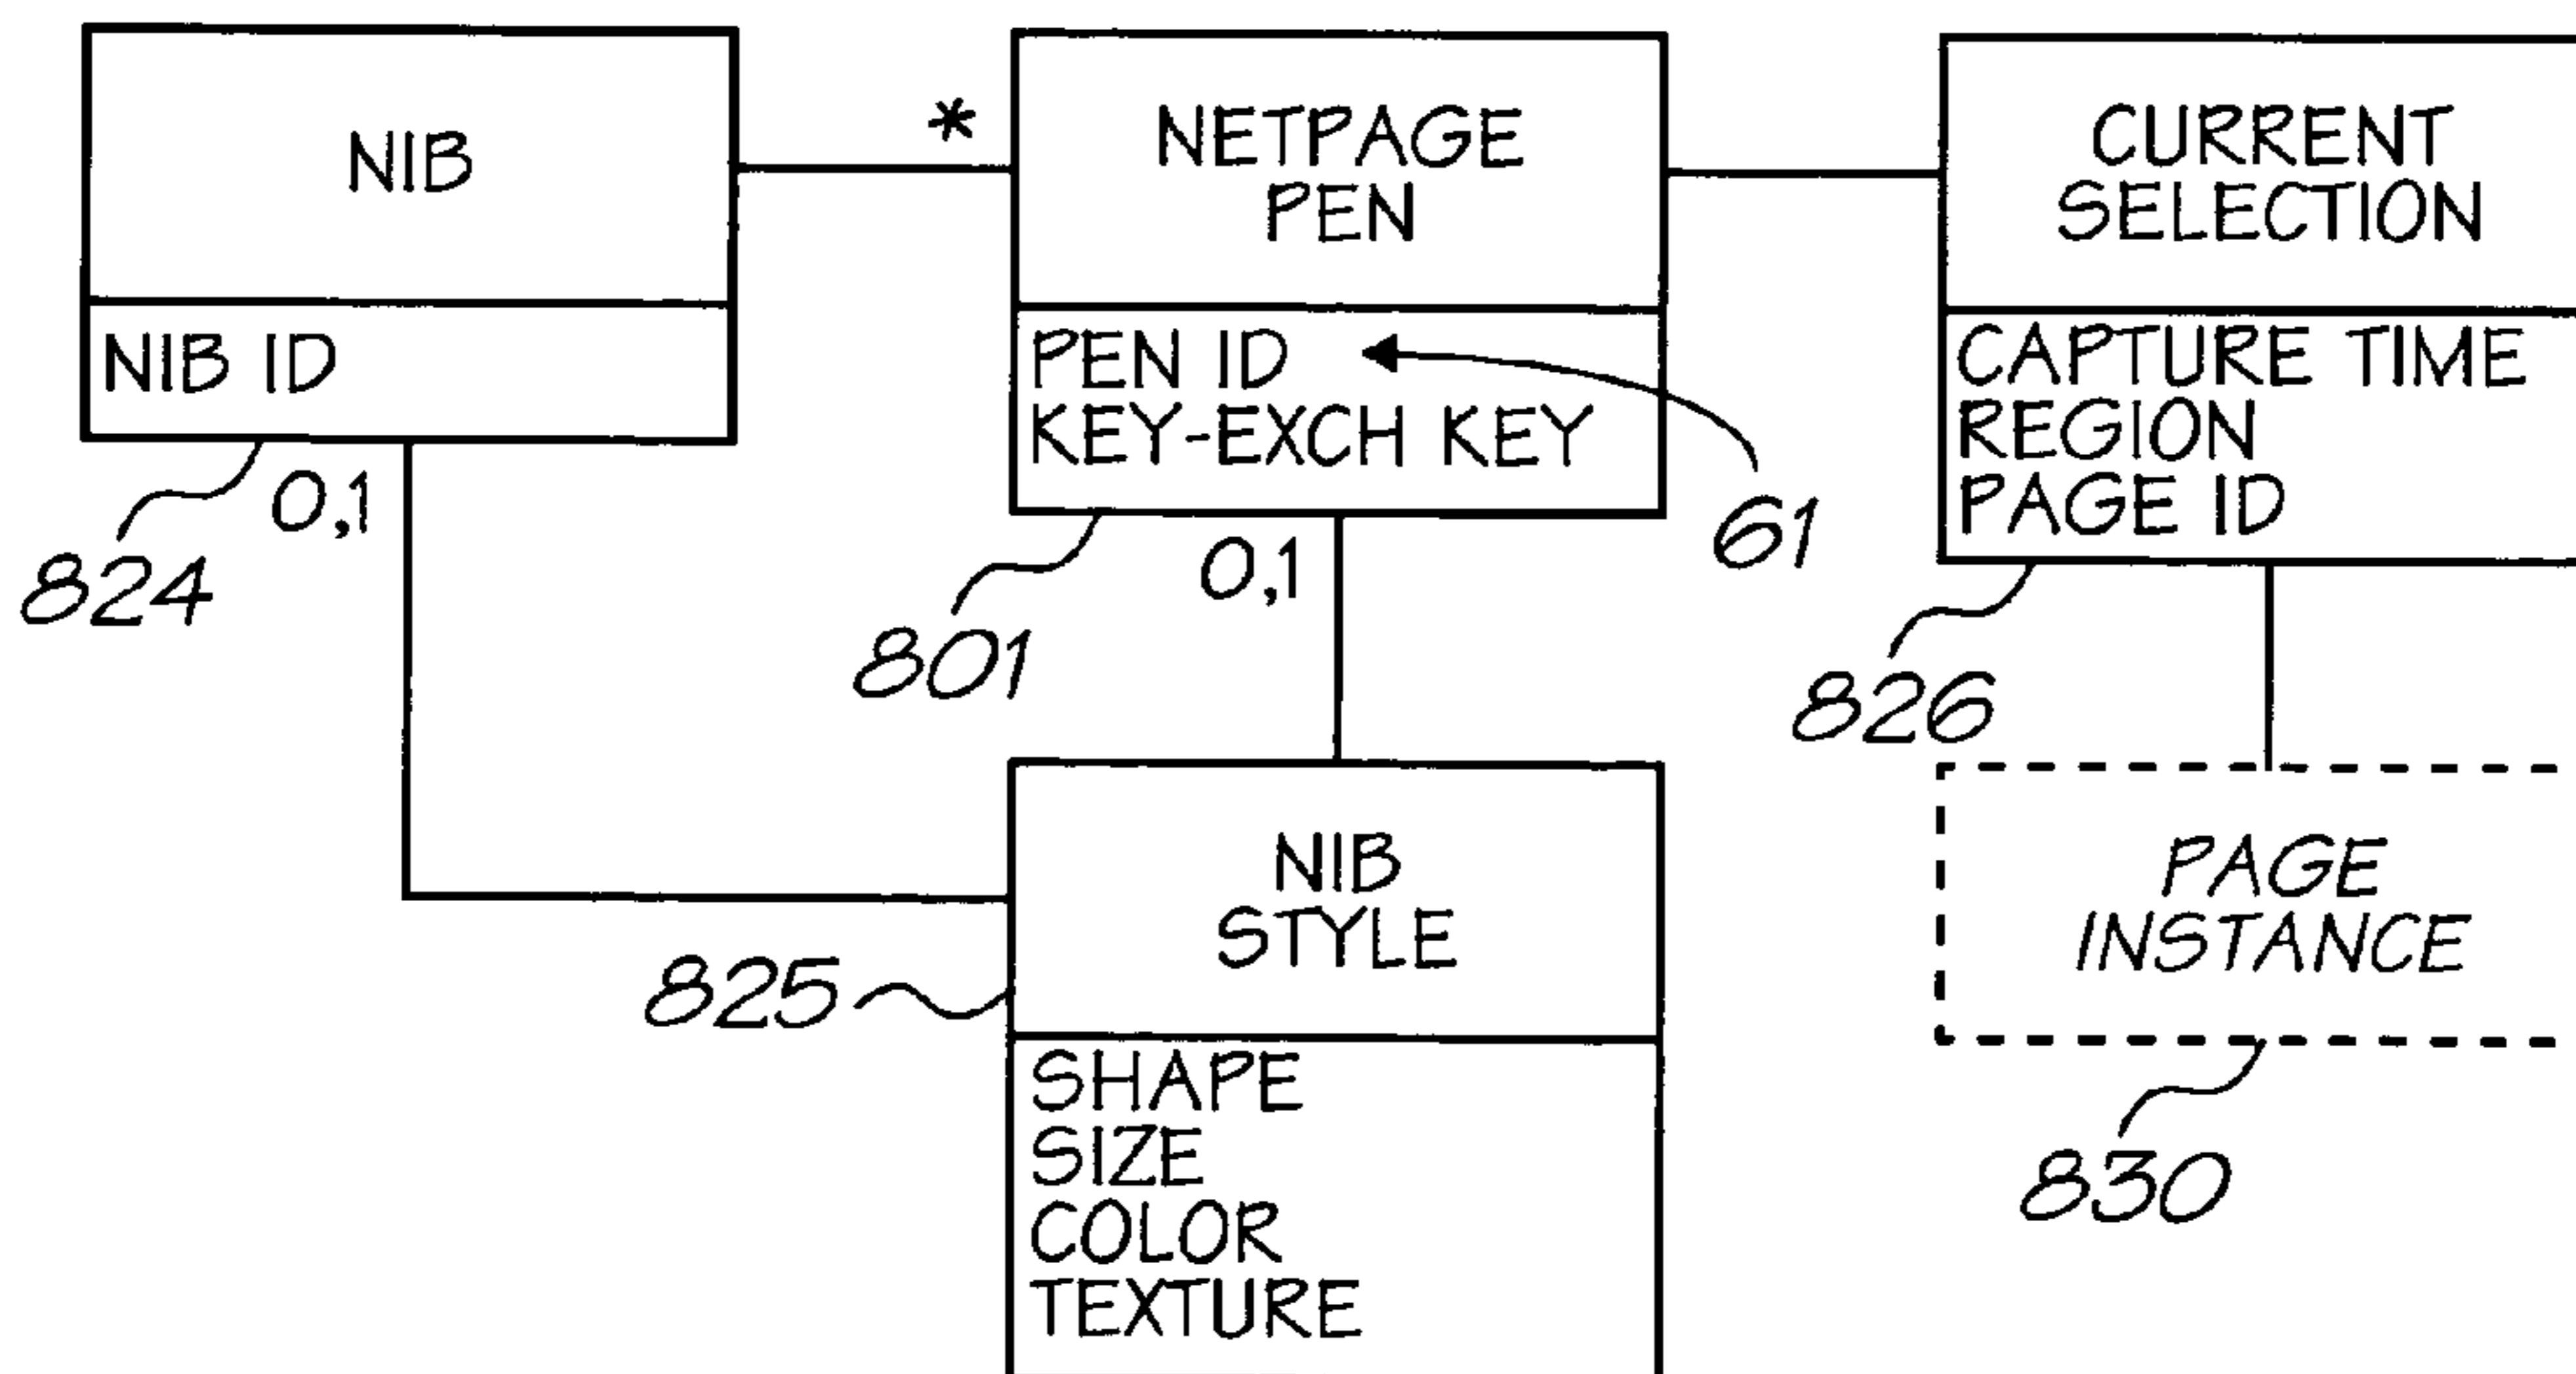 NIB
NIB ID
824
0,1
*
NETPAGE
PEN
PEN ID
KEY-EXCH KEY
61
801
0,1
CURRENT
SELECTION
CAPTURE TIME
REGION
PAGE ID
826
NIB
STYLE
825
SHAPE
SIZE
COLOR
TEXTURE
PAGE
INSTANCE
830